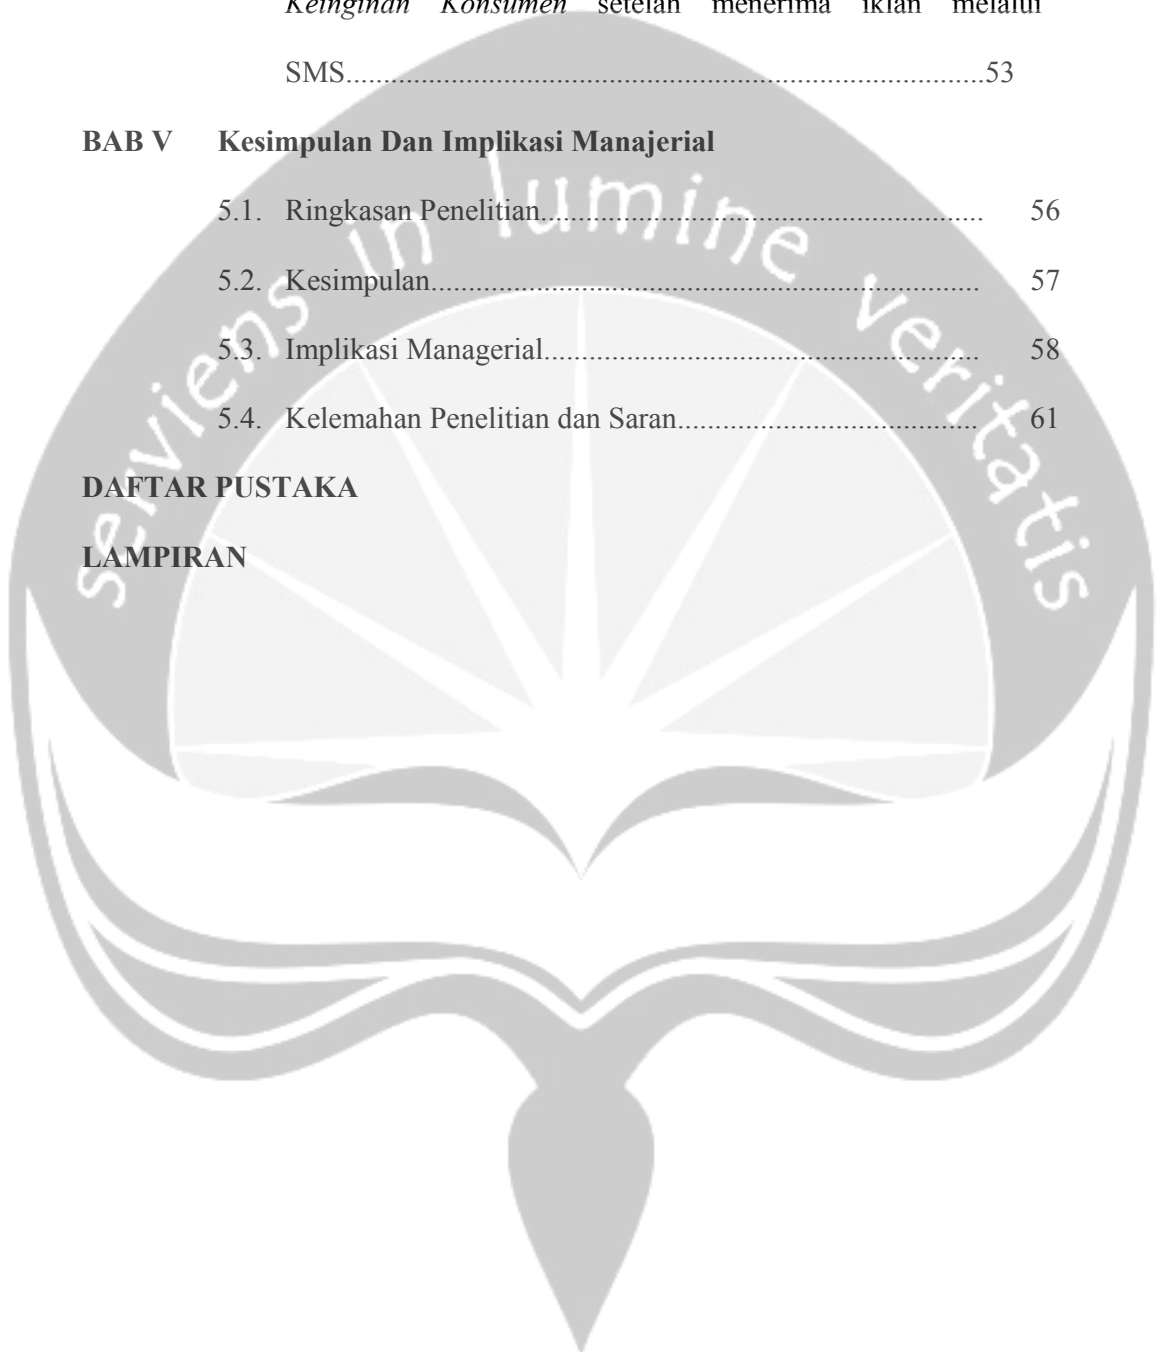 Keinginan Konsumen setelah menerima iklan melalui
SMS....................................................................................53
BAB V Kesimpulan Dan Implikasi Manajerial
5.1. Ringkasan Penelitian.......................................................... 56
5.2. Kesimpulan........................................................................ 57
5.3. Implikasi Managerial......................................................... 58
5.4. Kelemahan Penelitian dan Saran....................................... 61
DAFTAR PUSTAKA
LAMPIRAN
serviens in lumine veritatis